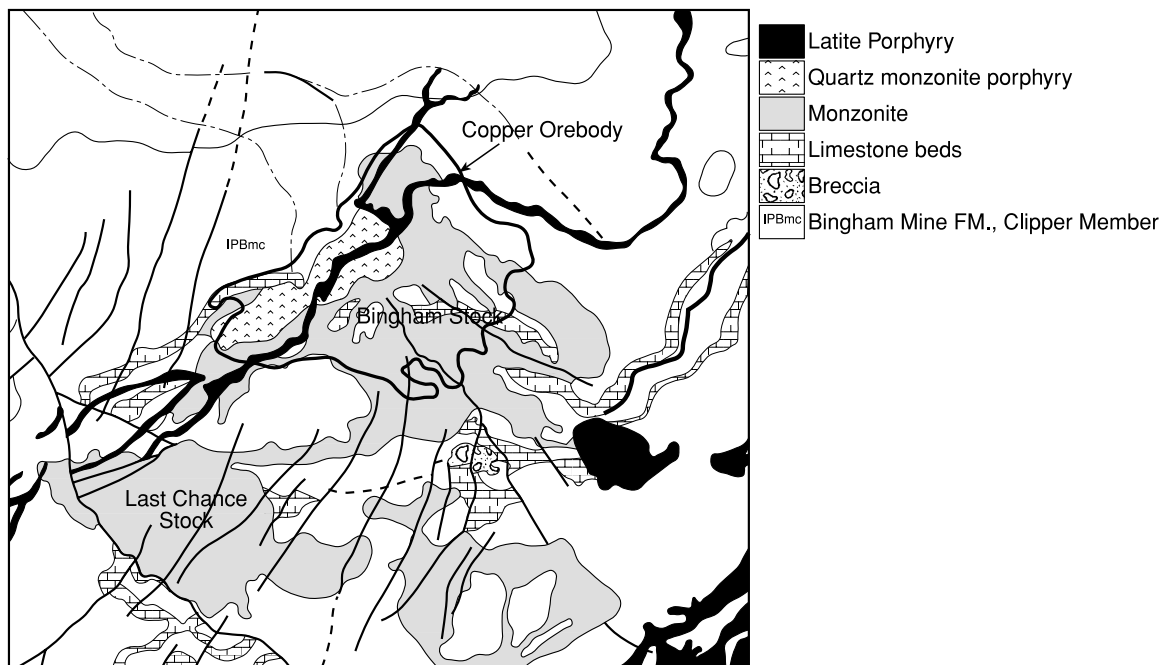 Copper Orebody
IPBmc
Bingham Stock
Last Chance
Stock
Latite Porphyry
Quartz monzonite porphyry
Monzonite
Limestone beds
Breccia
IPBmc Bingham Mine FM., Clipper Member